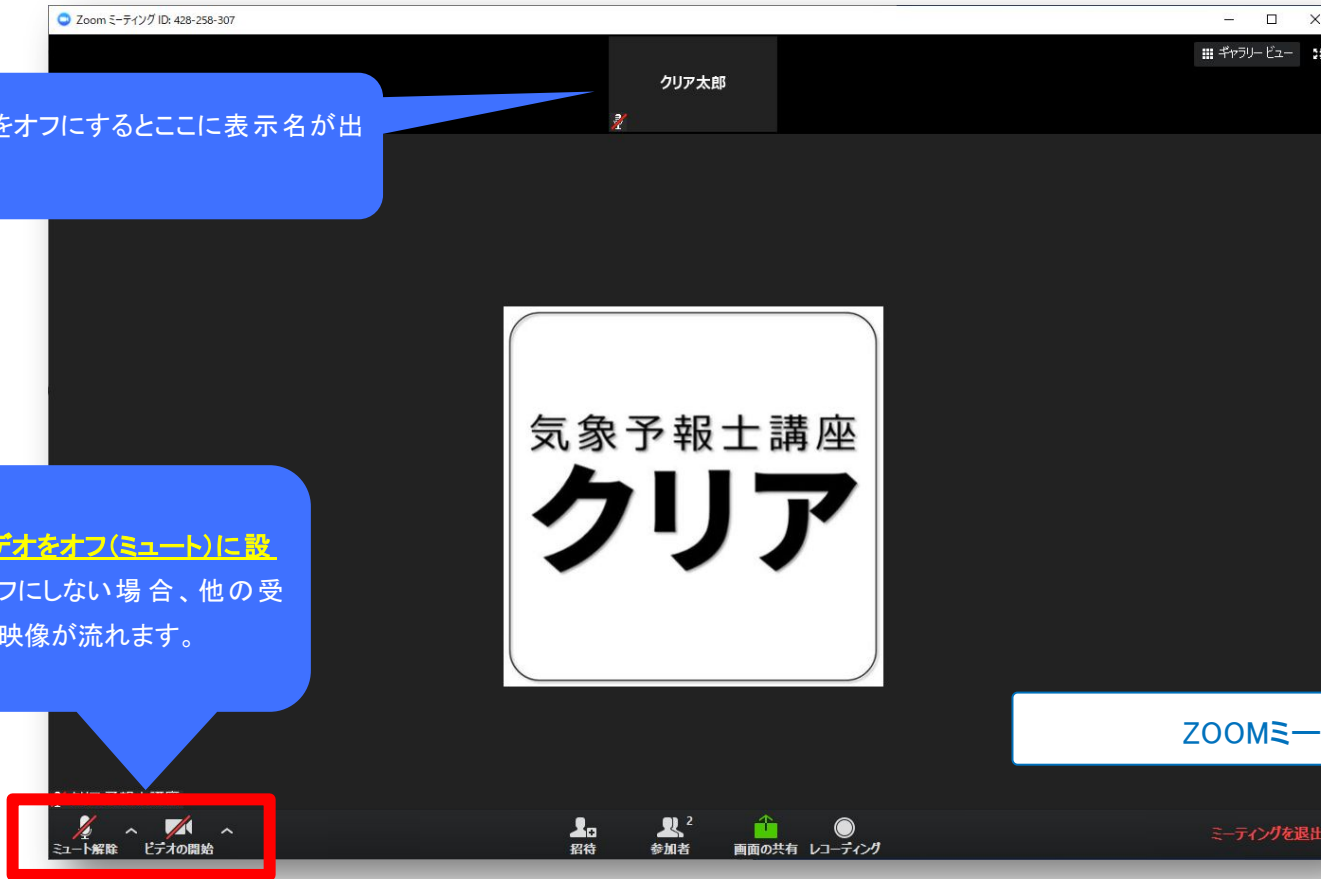 Zoom ミーティング ID: 428-258-307
ギャラリー ビュー
クリア太郎
をオフにするとここに表示名が出
気象予報士講座
クリア
デオをオフ(ミュート)に設
フにしない場合、他の受
映像が流れます。
ZOOMミー
ミュート解除
ビデオの開始
招待
参加者
2
画面の共有
レコーディング
ミーティングを退出